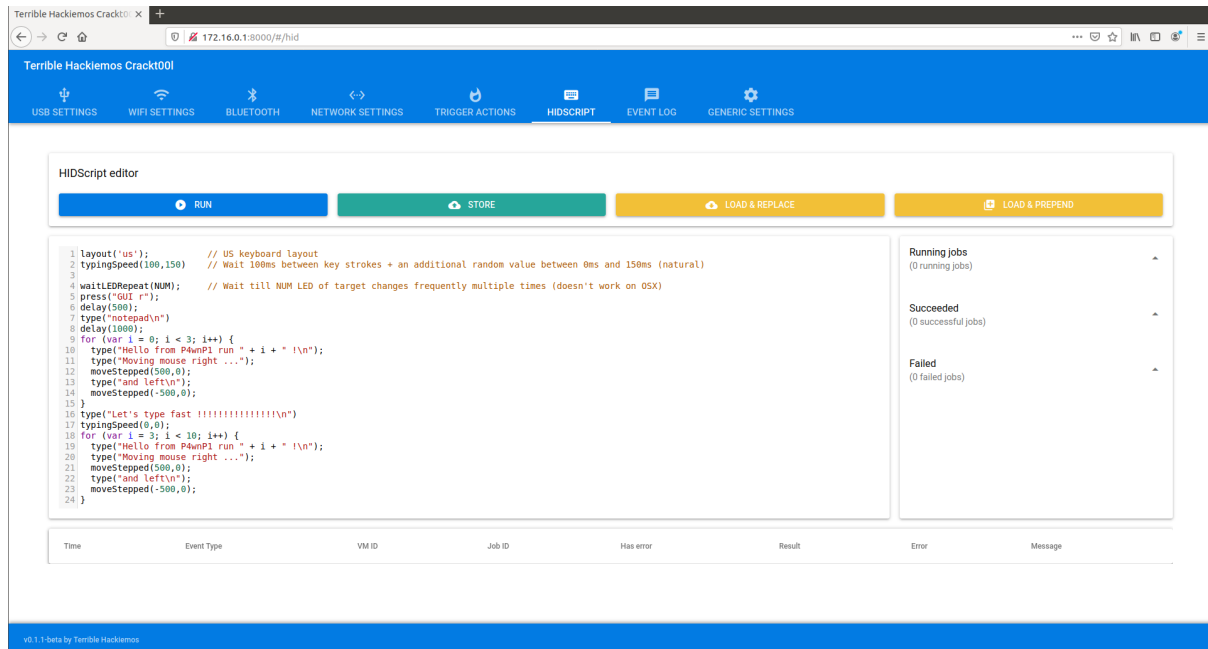 Terrible Hackiemos Crackt0
172.16.0.1:8000/#/hid
Terrible Hackiemos Crackt00l
USB SETTINGS WIFI SETTINGS BLUETOOTH NETWORK SETTINGS TRIGGER ACTIONS HIDSCRIPT EVENT LOG GENERIC SETTINGS
HIDScript editor
RUN STORE LOAD & REPLACE LOAD & PREPEND
1 layout('us'); // US keyboard layout
2 typingSpeed(100,150) // Wait 100ms between key strokes + an additional random value between 0ms and 150ms (natural)
3
4 waitLEDRepeat(NUM); // Wait till NUM LED of target changes frequently multiple times (doesn't work on OSX)
5 press("GUI r");
6 delay(500);
7 type("notepad\n")
8 delay(1000);
9 for (var i = 0; i < 3; i++) {
10 type("Hello from P4wnP1 run " + i + " !\n");
11 type("Moving mouse right ...");
12 moveStepped(500,0);
13 type("and left\n");
14 moveStepped(-500,0);
15 }
16 type("Let's type fast !!!!!!!!!!!!!!!\n")
17 typingSpeed(0,0);
18 for (var i = 3; i < 10; i++) {
19 type("Hello from P4wnP1 run " + i + " !\n");
20 type("Moving mouse right ...");
21 moveStepped(500,0);
22 type("and left\n");
23 moveStepped(-500,0);
24 }
Running jobs
(0 running jobs)
Succeeded
(0 successful jobs)
Failed
(0 failed jobs)
Time Event Type VM ID Job ID Has error Result Error Message
v0.1.1-beta by Terrible Hackiemos